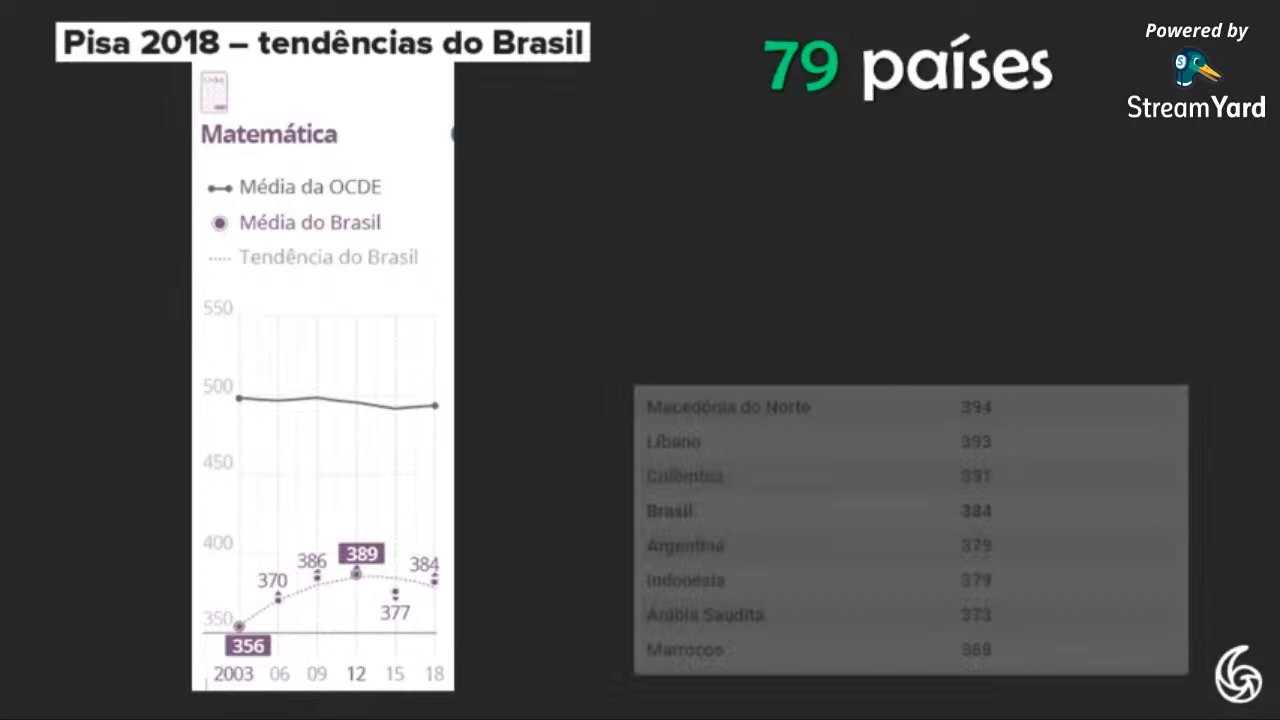 Pisa 2018 – tendências do Brasil
79 países
Powered by
StreamYard
Matemática
Média da OCDE
Média do Brasil
Tendência do Brasil
550
500
450
400
350
356
370
386
389
377
384
2003 06 09 12 15 18
Macedónia do Norte 394
Líbano 393
Colômbia 391
Brasil 384
Argentina 379
Indonésia 379
Arábia Saudita 373
Marrocos 368